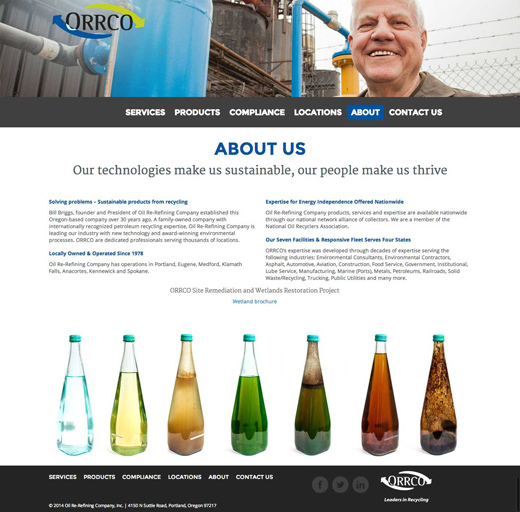 ORRCO
SERVICES PRODUCTS COMPLIANCE LOCATIONS ABOUT CONTACT US
ABOUT US
Our technologies make us sustainable, our people make us thrive
Solving problems – Sustainable products from recycling
Bill Briggs, founder and President of Oil Re-Refining Company established this
Oregon-based company over 30 years ago. A family-owned company with
internationally recognized petroleum recycling expertise, Oil Re-Refining Company is
leading our industry with new technology and award-winning environmental
processes. ORRCO are dedicated professionals serving thousands of locations.
Locally Owned & Operated Since 1978
Oil Re-Refining Company has operations in Portland, Eugene, Medford, Klamath
Falls, Anacortes, Kennewick and Spokane.
Expertise for Energy Independence Offered Nationwide
Oil Re-Refining Company products, services and expertise are available nationwide
through our national network alliance of collectors. We are a member of the
National Oil Recyclers Association.
Our Seven Facilities & Responsive Fleet Serves Four States
ORRCO's expertise was developed through decades of expertise serving the
following industries: Environmental Consultants, Environmental Contractors,
Asphalt, Automotive, Aviation, Construction, Food Service, Government, Institutional,
Lube Service, Manufacturing, Marine (Ports), Metals, Petroleums, Railroads, Solid
Waste/Recycling, Trucking, Public Utilities and many more.
ORRCO Site Remediation and Wetlands Restoration Project
Wetland brochure
SERVICES PRODUCTS COMPLIANCE LOCATIONS ABOUT CONTACT US
ORRCO
Leaders in Recycling
© 2014 Oil Re-Refining Company, Inc. | 4150 N Suttle Road, Portland, Oregon 97217